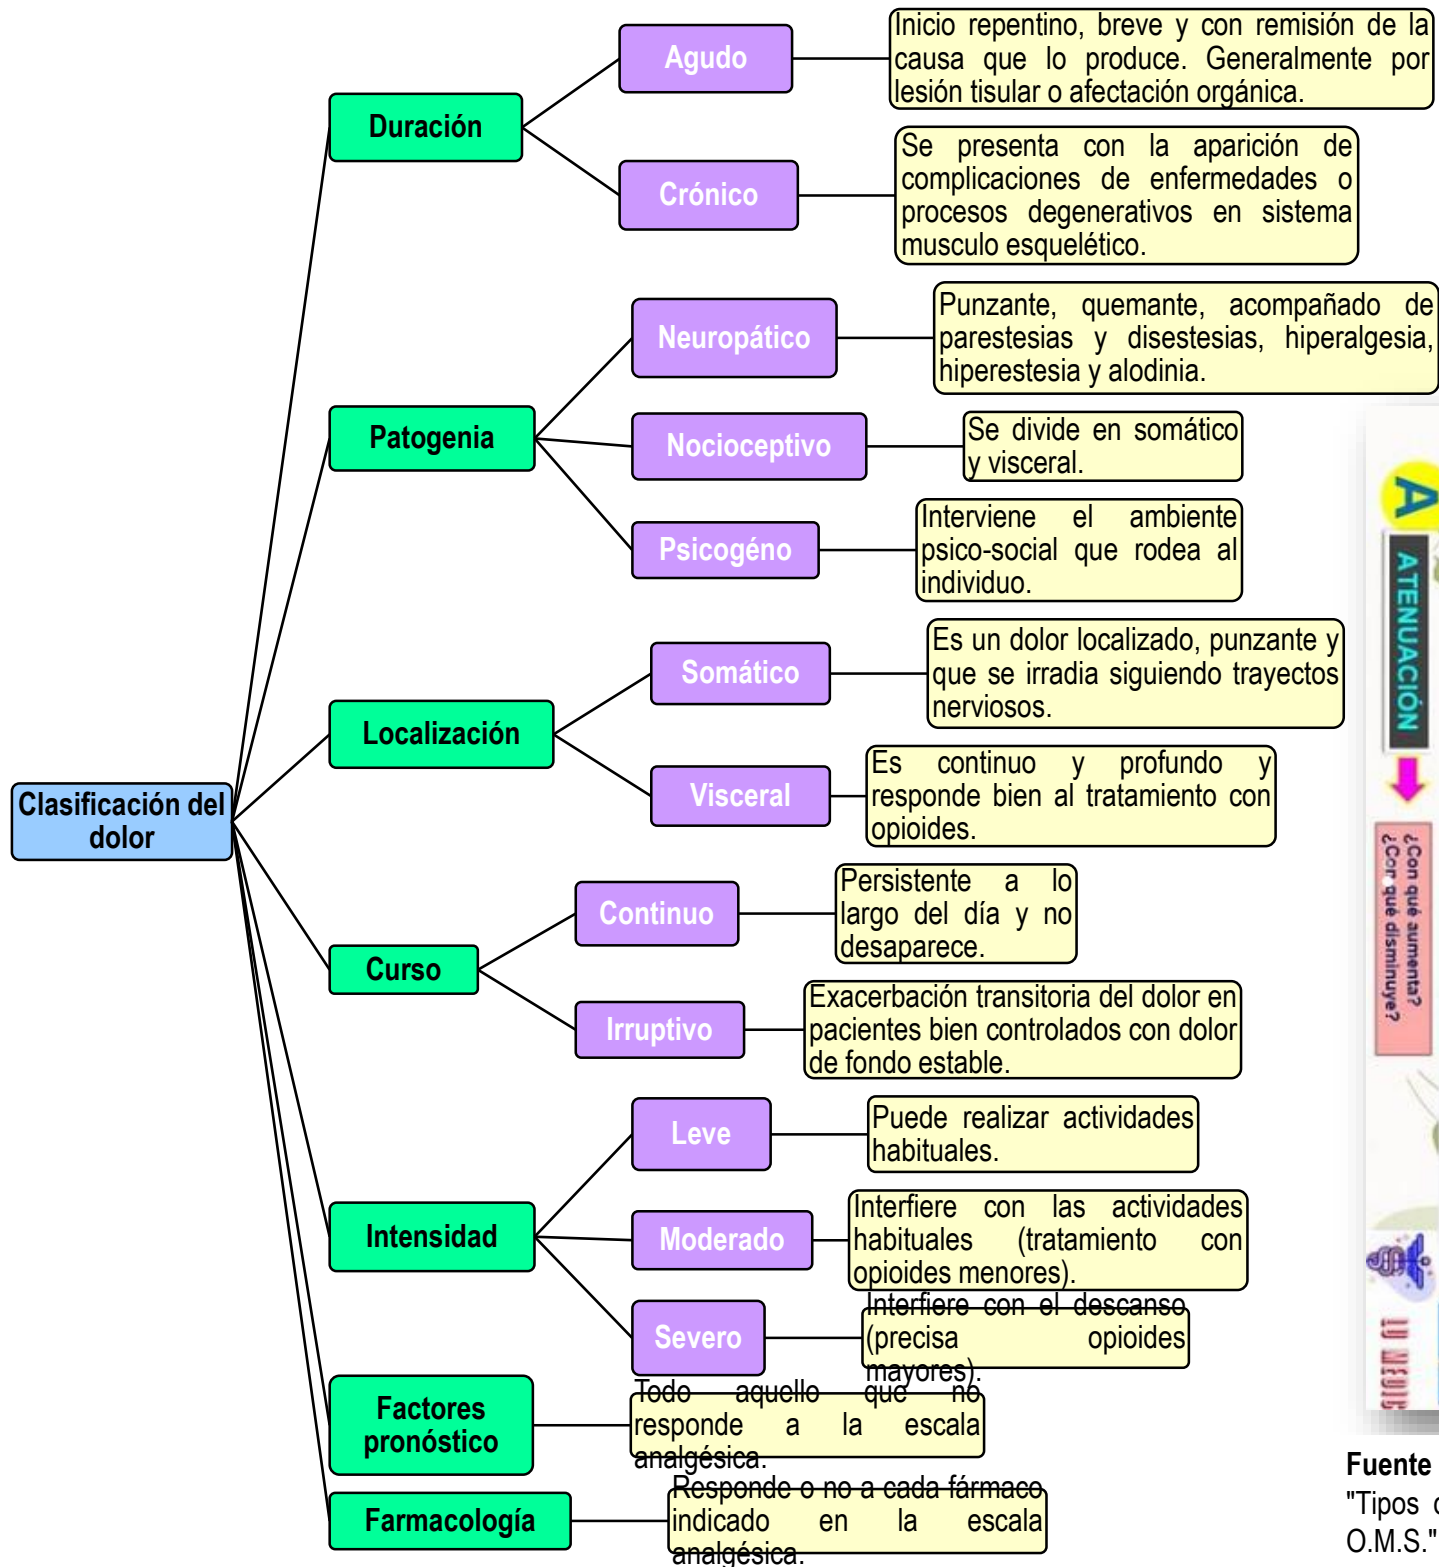 Clasificación del
dolor
Duración
Agudo
Inicio repentino, breve y con remisión de la
causa que lo produce. Generalmente por
lesión tisular o afectación orgánica.
Crónico
Se presenta con la aparición de
complicaciones de enfermedades o
procesos degenerativos en sistema
musculo esquelético.
Patogenia
Neuropático
Punzante, quemante, acompañado de
parestesias y disestesias, hiperalgesia,
hiperestesia y alodinia.
Nocioceptivo
Se divide en somático
y visceral.
Psicogéno
Interviene el ambiente
psico-social que rodea al
individuo.
Localización
Somático
Es un dolor localizado, punzante y
que se irradia siguiendo trayectos
nerviosos.
Visceral
Es continuo y profundo y
responde bien al tratamiento con
opioides.
Curso
Continuo
Persistente a lo
largo del día y no
desaparece.
Irruptivo
Exacerbación transitoria del dolor en
pacientes bien controlados con dolor
de fondo estable.
Intensidad
Leve
Puede realizar actividades
habituales.
Moderado
Interfiere con las actividades
habituales (tratamiento con
opioides menores).
Severo
Interfiere con el descanso
(precisa opioides
mayores).
Factores
pronóstico
Todo aquello que no
responde a la escala
analgésica.
Farmacología
Responde o no a cada fármaco
indicado en la escala
analgésica.
A
ATENUACIÓN
¿Con qué aumenta?
¿Con qué disminuye?
Fuente
"Tipos
O.M.S."